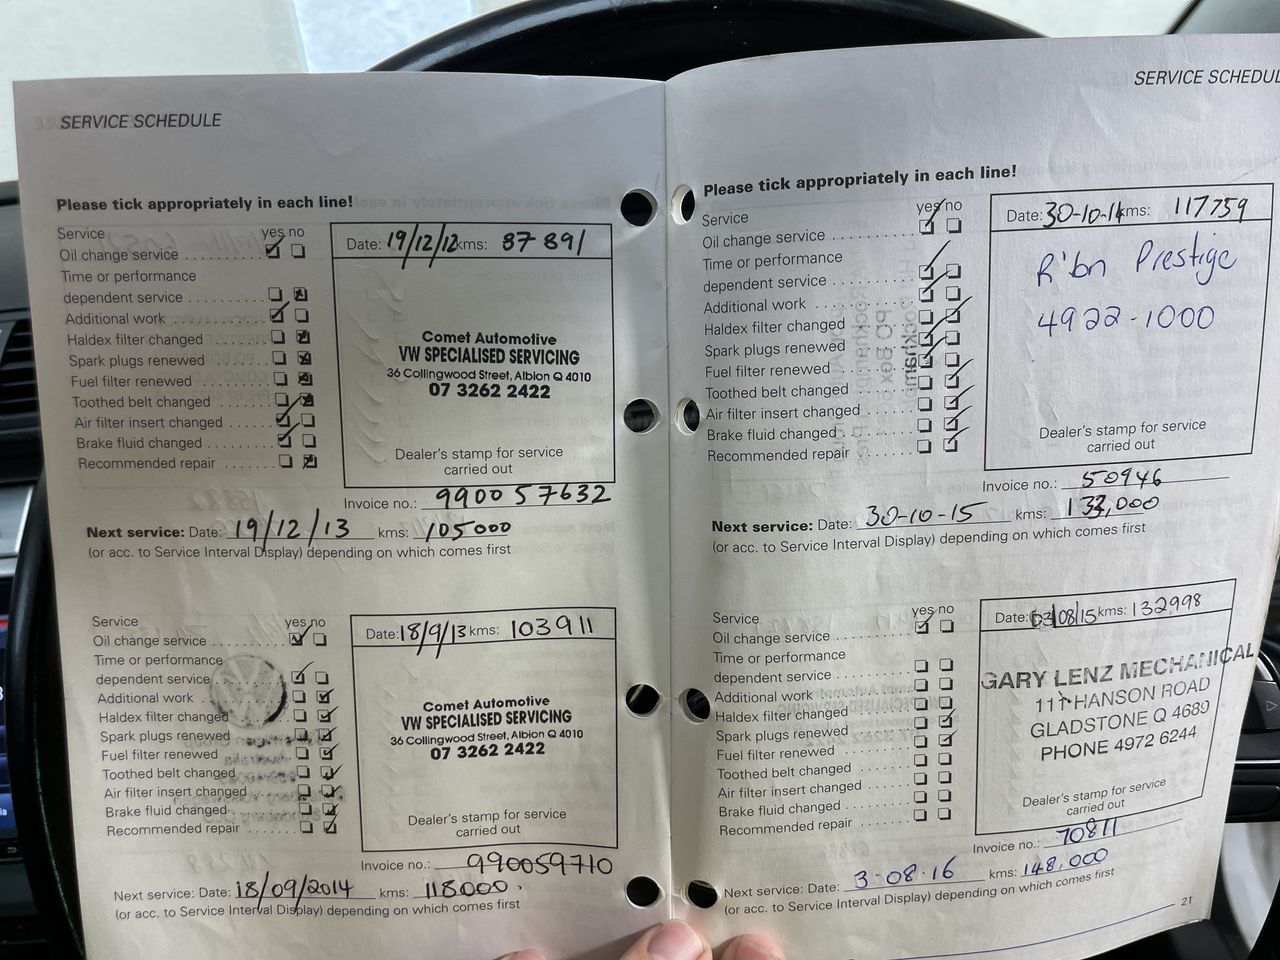 SERVICE SCHEDULE
Please tick appropriately in each line!
Service yes no
Oil change service
Time or performance
dependent service
Additional work
Haldex filter changed
Spark plugs renewed
Fuel filter renewed
Toothed belt changed
Air filter insert changed
Brake fluid changed
Recommended repair
Date: 19/12/12 kms: 87 891
Comet Automotive
VW SPECIALISED SERVICING
36 Collingwood Street, Albion Q 4010
07 3262 2422
Dealer's stamp for service
carried out
Invoice no.: 990057632
Next service: Date: 19/12/13 kms: 105000
(or acc. to Service Interval Display) depending on which comes first
Service yes no
Oil change service
Time or performance
dependent service
Additional work
Haldex filter changed
Spark plugs renewed
Fuel filter renewed
Toothed belt changed
Air filter insert changed
Brake fluid changed
Recommended repair
Date: 18/9/13 kms: 103911
Comet Automotive
VW SPECIALISED SERVICING
36 Collingwood Street, Albion Q 4010
07 3262 2422
Dealer's stamp for service
carried out
Invoice no.: 990059710
Next service: Date: 18/09/2014 kms: 118000.
(or acc. to Service Interval Display) depending on which comes first
SERVICE SCHEDUL
Please tick appropriately in each line!
Service yes no
Oil change service
Time or performance
dependent service
Additional work
Haldex filter changed
Spark plugs renewed
Fuel filter renewed
Toothed belt changed
Air filter insert changed
Brake fluid changed
Recommended repair
Date: 30-10-14 kms: 117759
R'bn Prestige
4922-1000
Dealer's stamp for service
carried out
Invoice no.: 50946
Next service: Date: 30-10-15 kms: 133,000
(or acc. to Service Interval Display) depending on which comes first
Service yes no
Oil change service
Time or performance
dependent service
Additional work
Haldex filter changed
Spark plugs renewed
Fuel filter renewed
Toothed belt changed
Air filter insert changed
Brake fluid changed
Recommended repair
Date: 03/08/15 kms: 132998
GARY LENZ MECHANICAL
111 HANSON ROAD
GLADSTONE Q 4689
PHONE 4972 6244
Dealer's stamp for service
carried out
Invoice no.: 70811
Next service: Date: 3-08-16 kms: 148,000
(or acc. to Service Interval Display) depending on which comes first
21